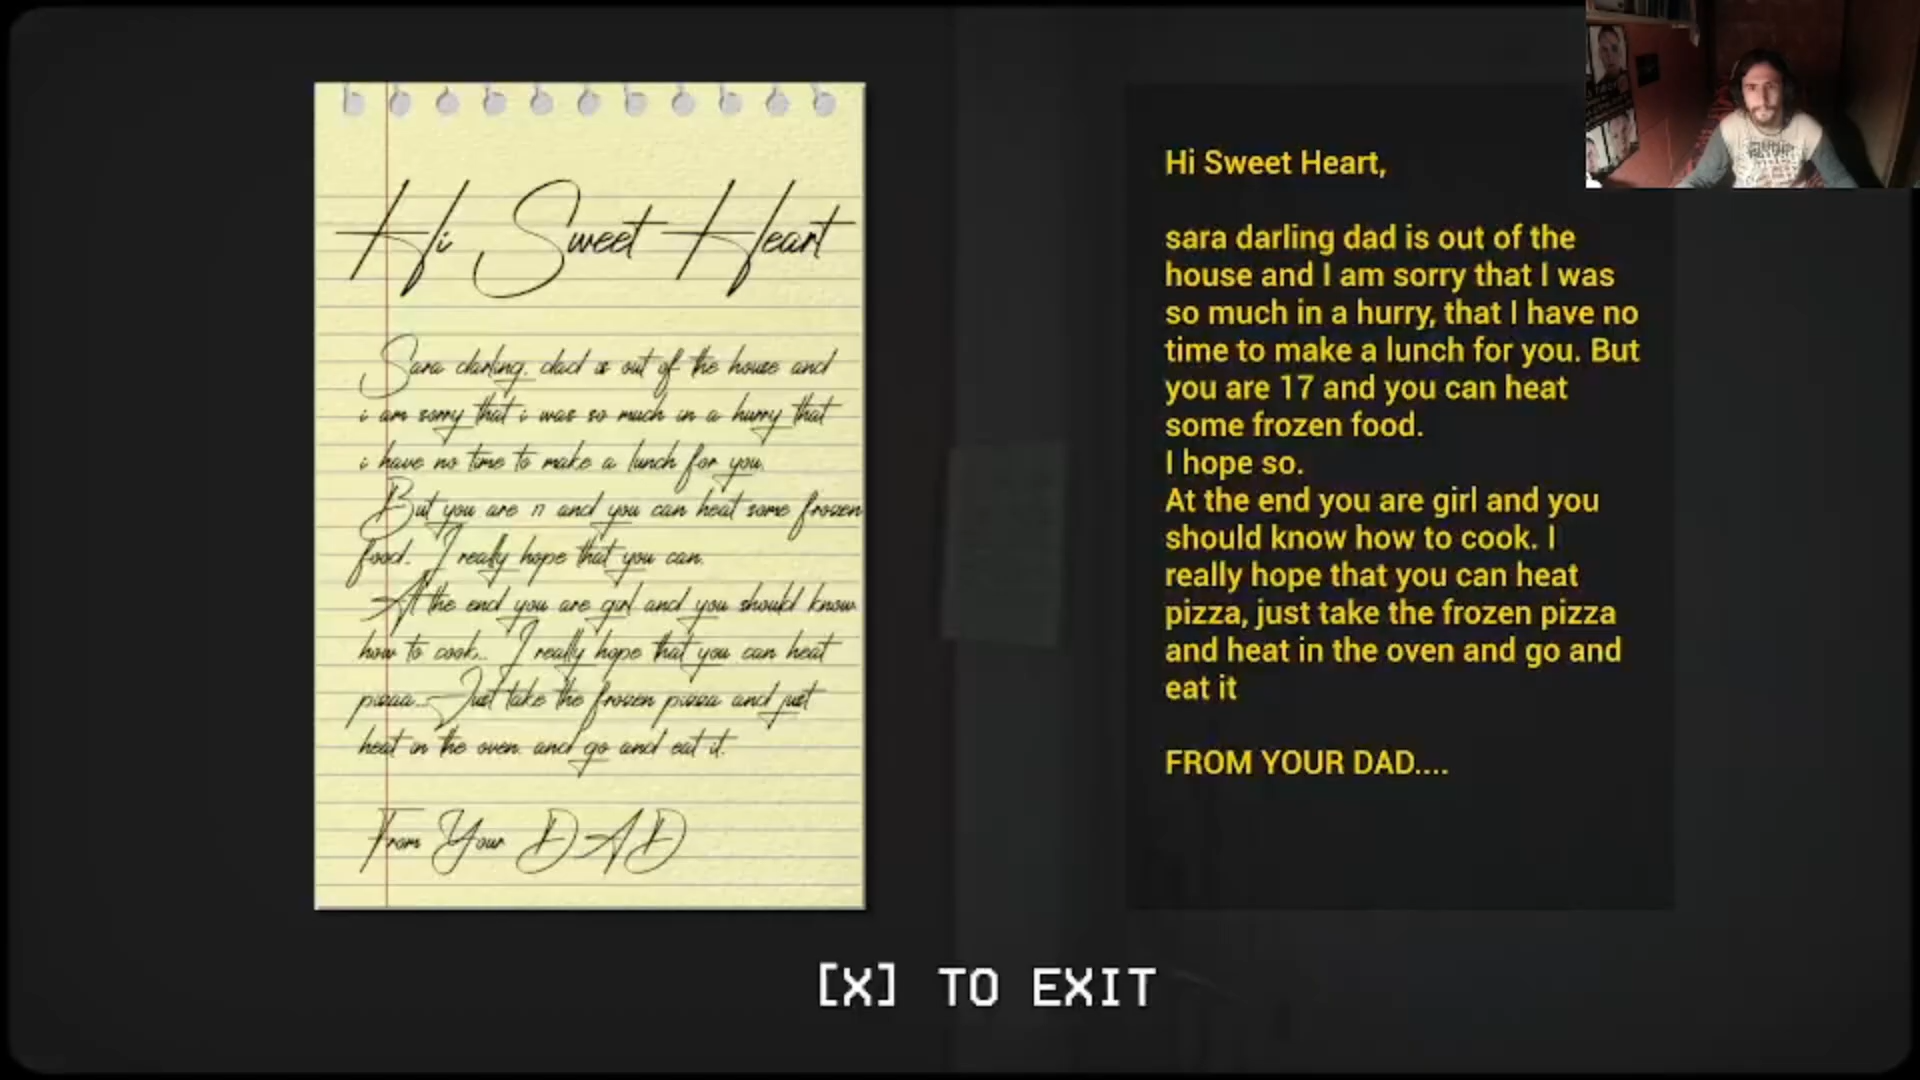 Hi Sweet Heart
Sara darling, dad is out of the house and
i am sorry that i was so much in a hurry that
i have no time to make a lunch for you.
But you are 17 and you can heat some frozen
food. I really hope that you can.
At the end you are girl and you should know
how to cook... I really hope that you can heat
pizaa... Just take the frozen pizza and just
heat in the oven. and go and eat it.
From Your DAD
Hi Sweet Heart,
sara darling dad is out of the
house and I am sorry that I was
so much in a hurry, that I have no
time to make a lunch for you. But
you are 17 and you can heat
some frozen food.
I hope so.
At the end you are girl and you
should know how to cook. I
really hope that you can heat
pizza, just take the frozen pizza
and heat in the oven and go and
eat it
FROM YOUR DAD....
[X] TO EXIT